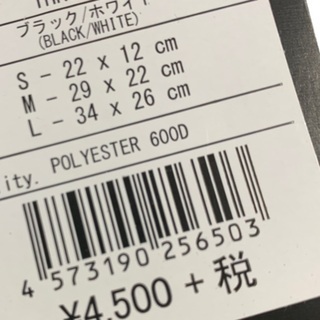 ブラック/ホワイト
(BLACK/WHITE)
S - 22 x 12 cm
M - 29 x 22 cm
L - 34 x 26 cm
ity. POLYESTER 600D
4 573190 256503
¥4,500 + 税